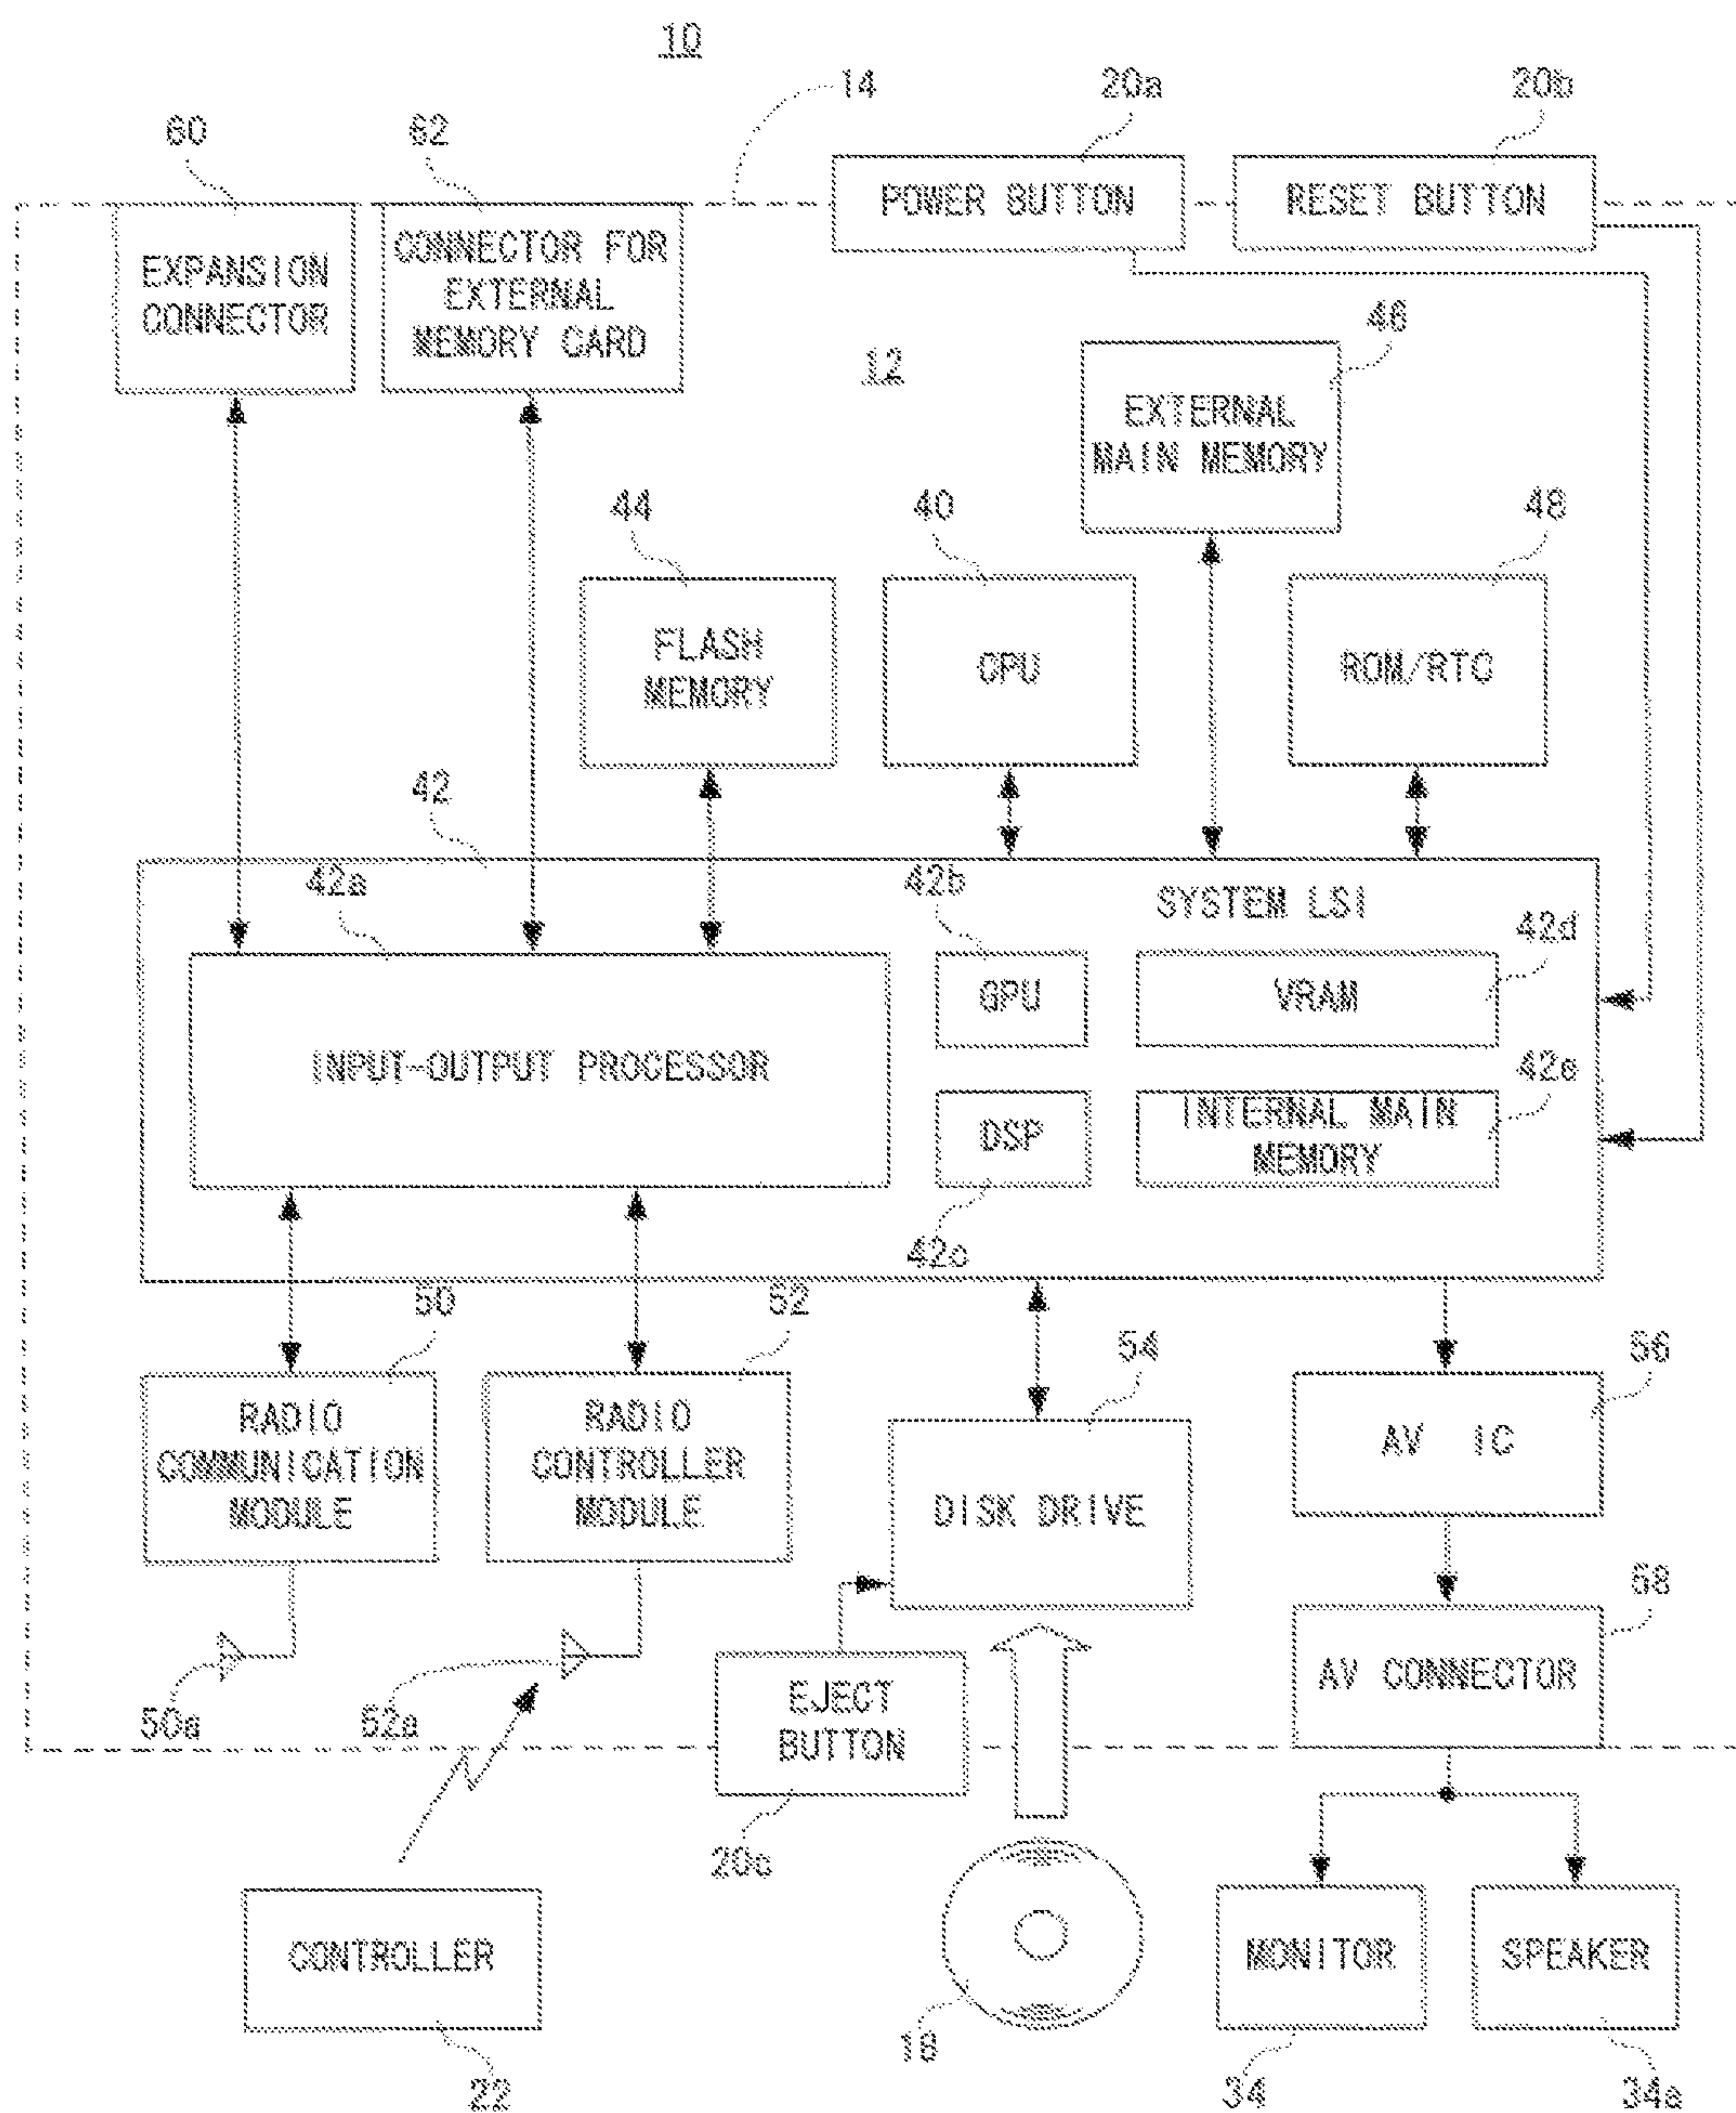 10
14
20a
20b
60
62
POWER BUTTON
RESET BUTTON
EXPANSION
CONNECTOR
CONNECTOR FOR
EXTERNAL
MEMORY CARD
12
46
EXTERNAL
MAIN MEMORY
44
40
48
FLASH
MEMORY
CPU
ROM/RTC
42
42a
42b
SYSTEM LSI
42d
GPU
VRAM
INPUT-OUTPUT PROCESSOR
42e
DSP
INTERNAL MAIN
MEMORY
42c
50
52
54
56
RADIO
COMMUNICATION
MODULE
RADIO
CONTROLLER
MODULE
DISK DRIVE
AV IC
58
50a
52a
EJECT
BUTTON
AV CONNECTOR
20c
CONTROLLER
18
MONITOR
SPEAKER
22
34
34a